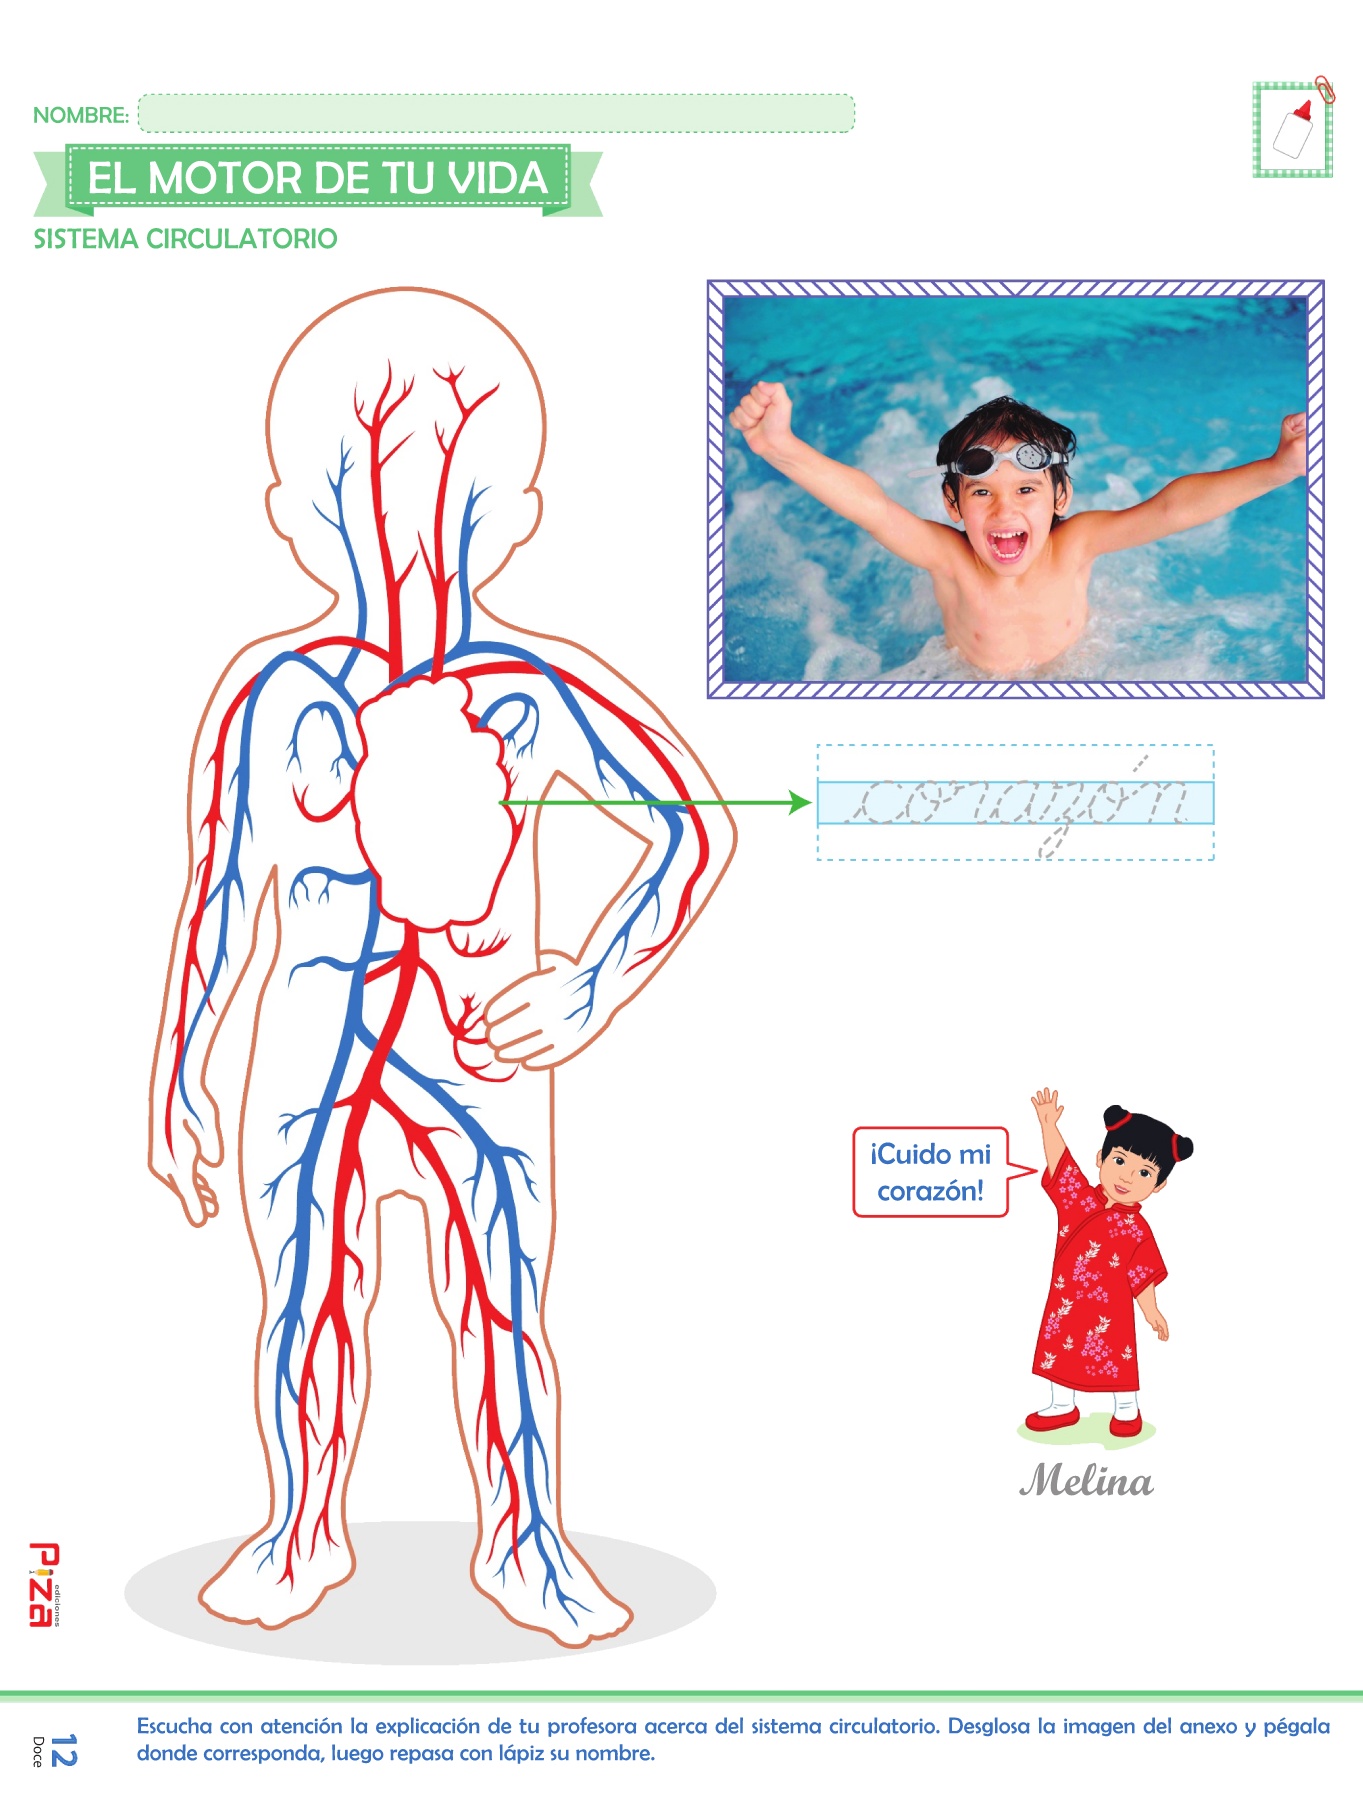 NOMBRE:
EL MOTOR DE TU VIDA
SISTEMA CIRCULATORIO
corazón
¡Cuido mi
corazón!
Melina
Piza
ediciones
12
Doce
Escucha con atención la explicación de tu profesora acerca del sistema circulatorio. Desglosa la imagen del anexo y pégala
donde corresponda, luego repasa con lápiz su nombre.